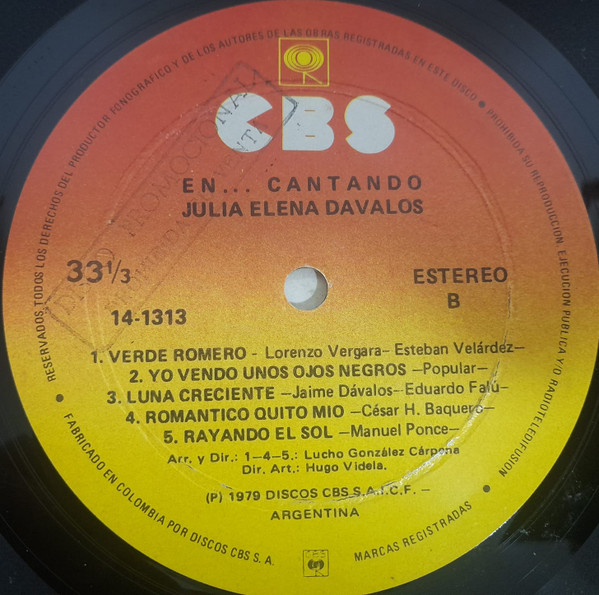 RESERVADOS TODOS LOS DERECHOS DEL PRODUCTOR FONOGRAFICO Y DE LOS AUTORES DE LAS OBRAS REGISTRADAS EN ESTE DISCO • PROHIBIDA SU REPRODUCCION, EJECUCION PUBLICA Y/O RADIOTELEDIFUSION
CBS
DISCO PROMOCIONAL
EN... CANTANDO
JULIA ELENA DAVALOS
33 1/3
ESTEREO
B
14-1313
1. VERDE ROMERO - Lorenzo Vergara- Esteban Velárdez-
2. YO VENDO UNOS OJOS NEGROS -Popular-
3. LUNA CRECIENTE -Jaime Dávalos- Eduardo Falú-
4. ROMANTICO QUITO MIO -César H. Baquero-
5. RAYANDO EL SOL -Manuel Ponce-
Arr. y Dir.: 1-4-5.: Lucho González Cárpena
Dir. Art.: Hugo Videla.
(P) 1979 DISCOS CBS S.A.I.C.F. -
ARGENTINA
• FABRICADO EN COLOMBIA POR DISCOS CBS S. A.
CBS
MARCAS REGISTRADAS •